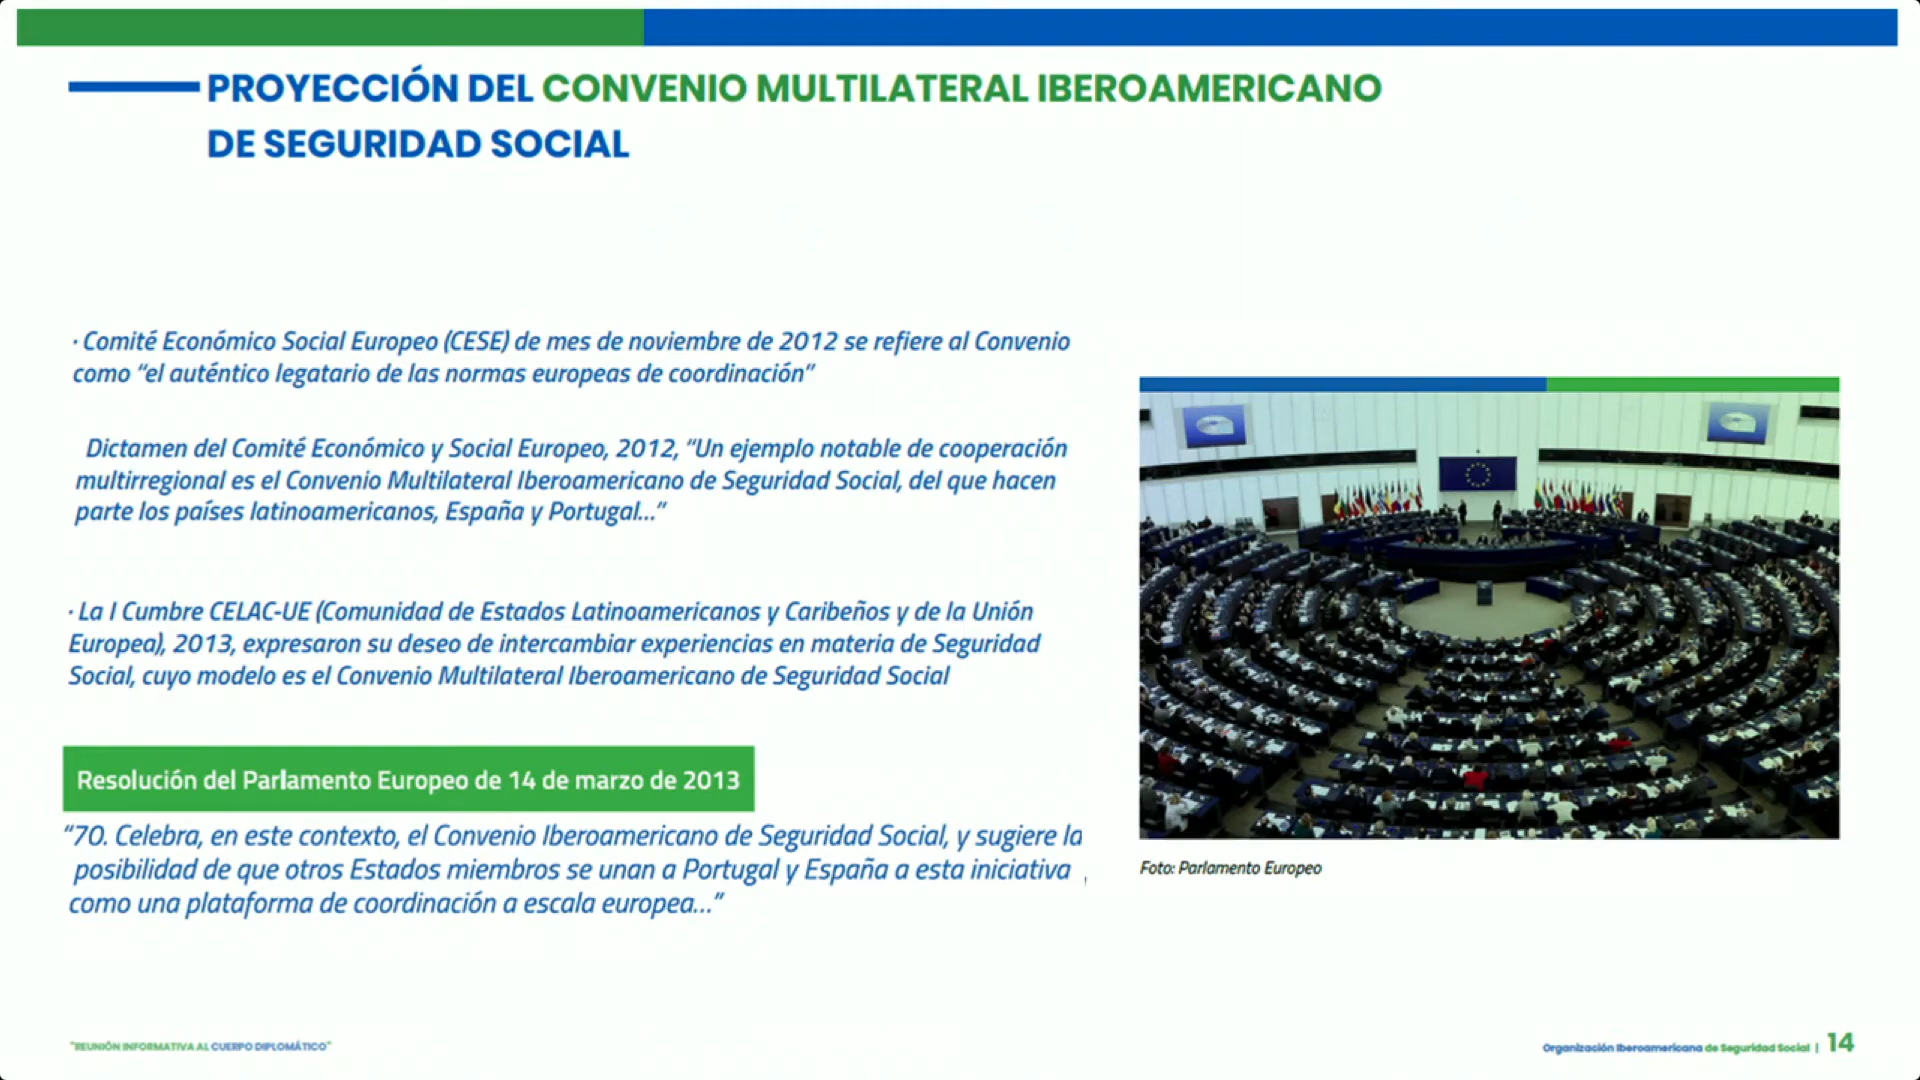 PROYECCIÓN DEL CONVENIO MULTILATERAL IBEROAMERICANO
DE SEGURIDAD SOCIAL
· Comité Económico Social Europeo (CESE) de mes de noviembre de 2012 se refiere al Convenio
como “el auténtico legatario de las normas europeas de coordinación”
Dictamen del Comité Económico y Social Europeo, 2012, “Un ejemplo notable de cooperación
multirregional es el Convenio Multilateral Iberoamericano de Seguridad Social, del que hacen
parte los países latinoamericanos, España y Portugal...”
· La I Cumbre CELAC-UE (Comunidad de Estados Latinoamericanos y Caribeños y de la Unión
Europea), 2013, expresaron su deseo de intercambiar experiencias en materia de Seguridad
Social, cuyo modelo es el Convenio Multilateral Iberoamericano de Seguridad Social
Resolución del Parlamento Europeo de 14 de marzo de 2013
“70. Celebra, en este contexto, el Convenio Iberoamericano de Seguridad Social, y sugiere la
posibilidad de que otros Estados miembros se unan a Portugal y España a esta iniciativa ,
como una plataforma de coordinación a escala europea...”
Foto: Parlamento Europeo
"REUNIÓN INFORMATIVA AL CUERPO DIPLOMÁTICO"
Organización Iberoamericana de Seguridad Social | 14